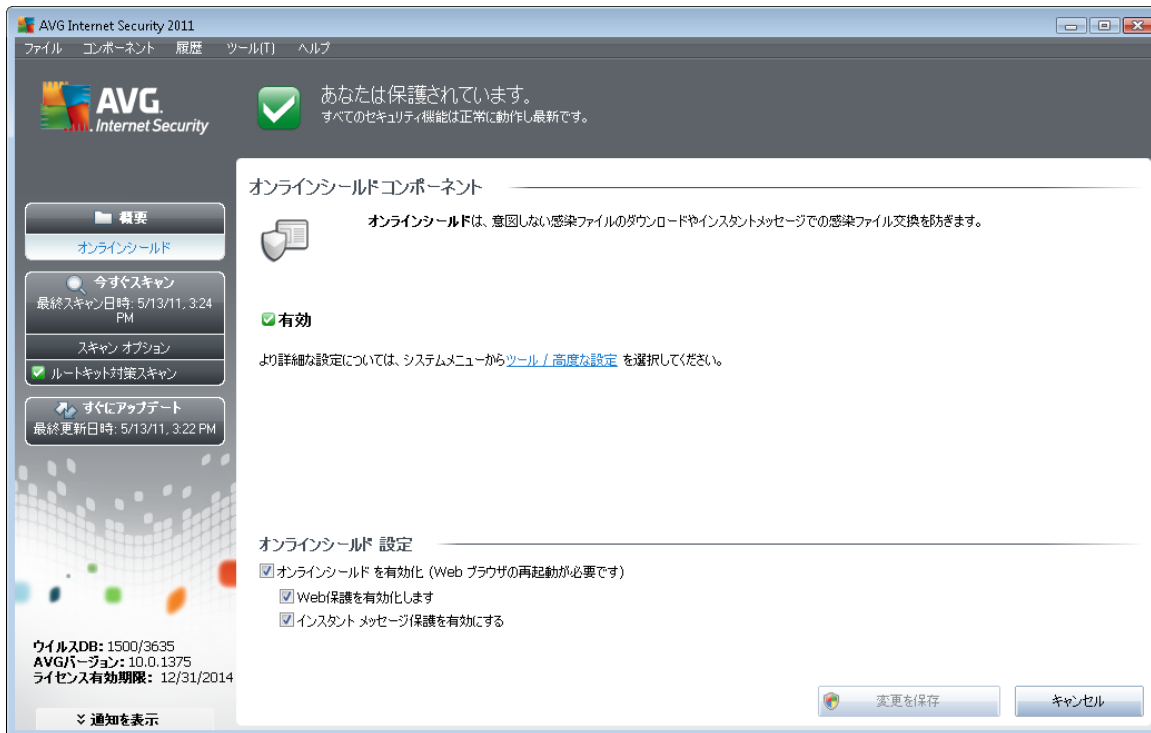 AVG Internet Security 2011
ファイル コンポーネント 履歴 ツール(T) ヘルプ
AVG.
Internet Security
あなたは保護されています。
すべてのセキュリティ機能は正常に動作し最新です。
概要
オンラインシールド
今すぐスキャン
最終スキャン日時: 5/13/11, 3:24
PM
スキャン オプション
ルートキット対策スキャン
すぐにアップデート
最終更新日時: 5/13/11, 3:22 PM
ウイルスDB: 1500/3635
AVGバージョン: 10.0.1375
ライセンス有効期限: 12/31/2014
通知を表示
オンラインシールドコンポーネント
オンラインシールドは、意図しない感染ファイルのダウンロードやインスタントメッセージでの感染ファイル交換を防ぎます。
有効
より詳細な設定については、システムメニューからツール / 高度な設定 を選択してください。
オンラインシールド 設定
オンラインシールド を有効化 (Web ブラウザの再起動が必要です)
Web保護を有効化します
インスタント メッセージ保護を有効にする
変更を保存
キャンセル